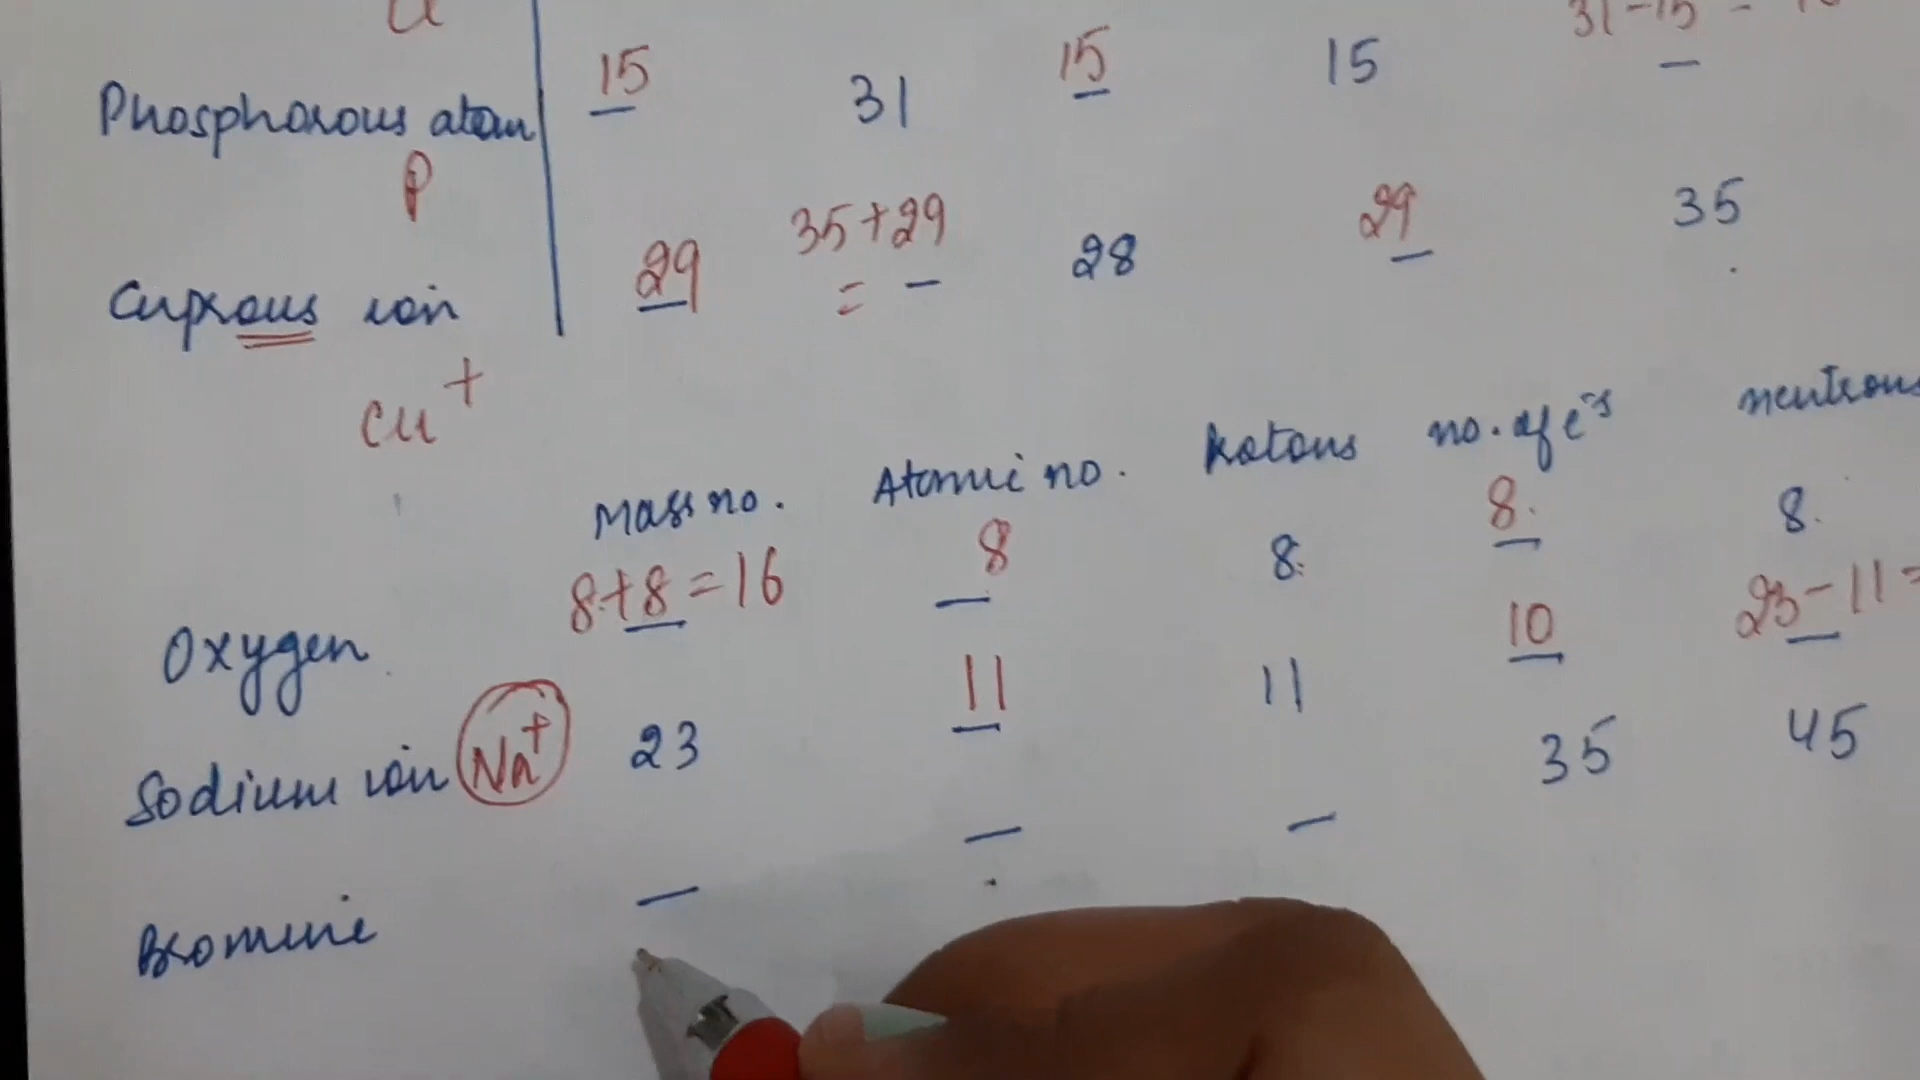 Cl 31-15 =
Phosphorous atom 15 31 15 15
P
Cuprous ion 29 35+29 = 28 29 35
Cu+
Mass no. Atomic no. Protons no. of e-s neutrons
Oxygen 8+8=16 8 8 8 8
Sodium ion Na+ 23 11 11 10 23-11=
Bromine 35 45